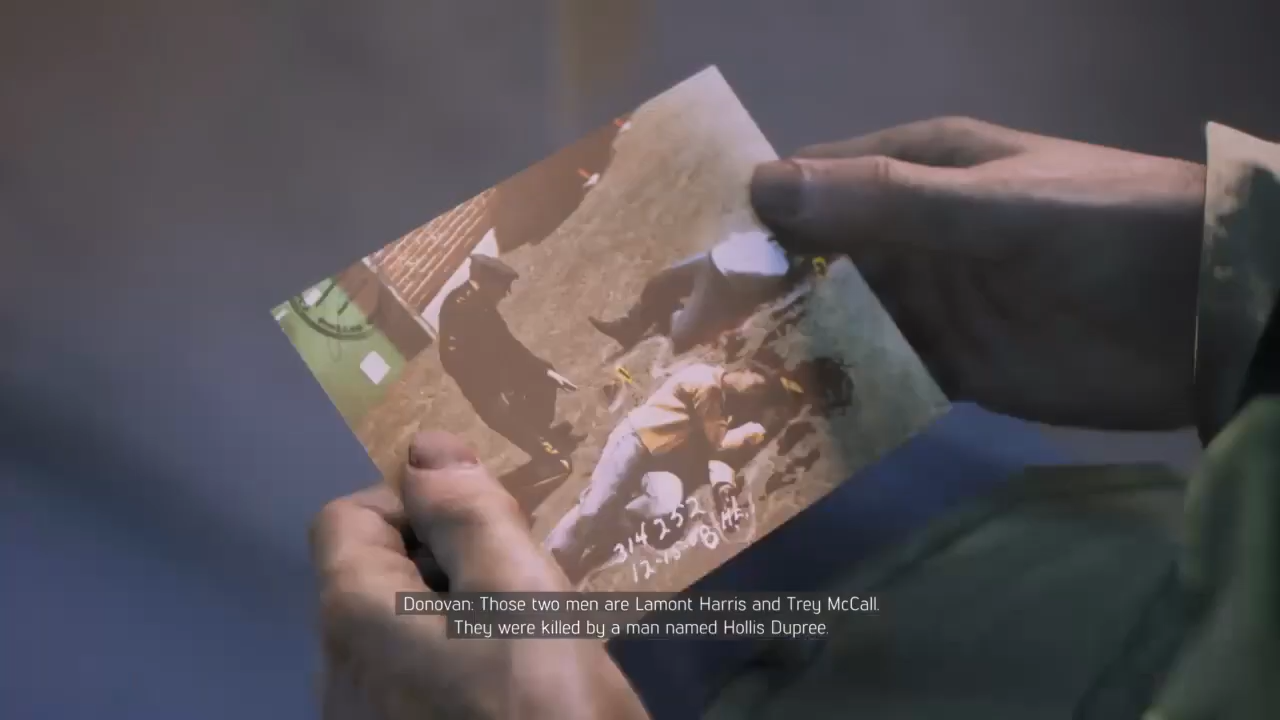 314252
Donovan: Those two men are Lamont Harris and Trey McCall.
They were killed by a man named Hollis Dupree.